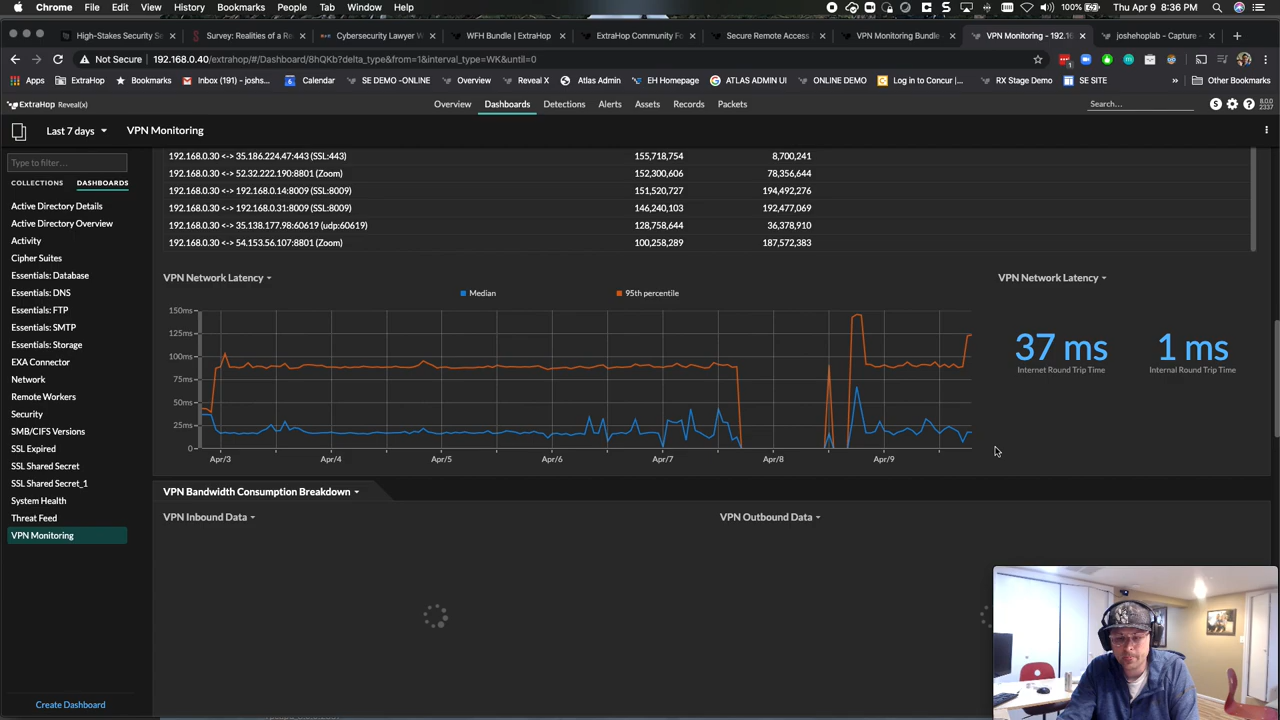 Chrome File Edit View History Bookmarks People Tab Window Help 100% Thu Apr 9 8:36 PM
High-Stakes Security Se Survey: Realities of a Re Cybersecurity Lawyer W WFH Bundle | ExtraHop ExtraHop Community Fo Secure Remote Access VPN Monitoring Bundle VPN Monitoring - 192.16 joshehoplab - Capture -
Not Secure 192.168.0.40/extrahop/#/Dashboard/8hQKb?delta_type&from=1&interval_type=WK&until=0
Apps ExtraHop Bookmarks Inbox (191) - joshs... Calendar SE DEMO -ONLINE Overview Reveal X Atlas Admin EH Homepage ATLAS ADMIN UI ONLINE DEMO Log in to Concur |... RX Stage Demo SE SITE Other Bookmarks
ExtraHop Reveal(x) Overview Dashboards Detections Alerts Assets Records Packets Search... 8.0.0
2337
Last 7 days VPN Monitoring
Type to filter...
COLLECTIONS DASHBOARDS
Active Directory Details
Active Directory Overview
Activity
Cipher Suites
Essentials: Database
Essentials: DNS
Essentials: FTP
Essentials: SMTP
Essentials: Storage
EXA Connector
Network
Remote Workers
Security
SMB/CIFS Versions
SSL Expired
SSL Shared Secret
SSL Shared Secret_1
System Health
Threat Feed
VPN Monitoring
Create Dashboard
192.168.0.30 <-> 35.186.224.47:443 (SSL:443) 155,718,754 8,700,241
192.168.0.30 <-> 52.32.222.190:8801 (Zoom) 152,300,606 78,356,644
192.168.0.30 <-> 192.168.0.14:8009 (SSL:8009) 151,520,727 194,492,276
192.168.0.30 <-> 192.168.0.31:8009 (SSL:8009) 146,240,103 192,477,069
192.168.0.30 <-> 35.138.177.98:60619 (udp:60619) 128,758,644 36,378,910
192.168.0.30 <-> 54.153.56.107:8801 (Zoom) 100,258,289 187,572,383
VPN Network Latency
Median 95th percentile
150ms
125ms
100ms
75ms
50ms
25ms
0
Apr/3 Apr/4 Apr/5 Apr/6 Apr/7 Apr/8 Apr/9
VPN Network Latency
37 ms 1 ms
Internet Round Trip Time Internal Round Trip Time
VPN Bandwidth Consumption Breakdown
VPN Inbound Data VPN Outbound Data